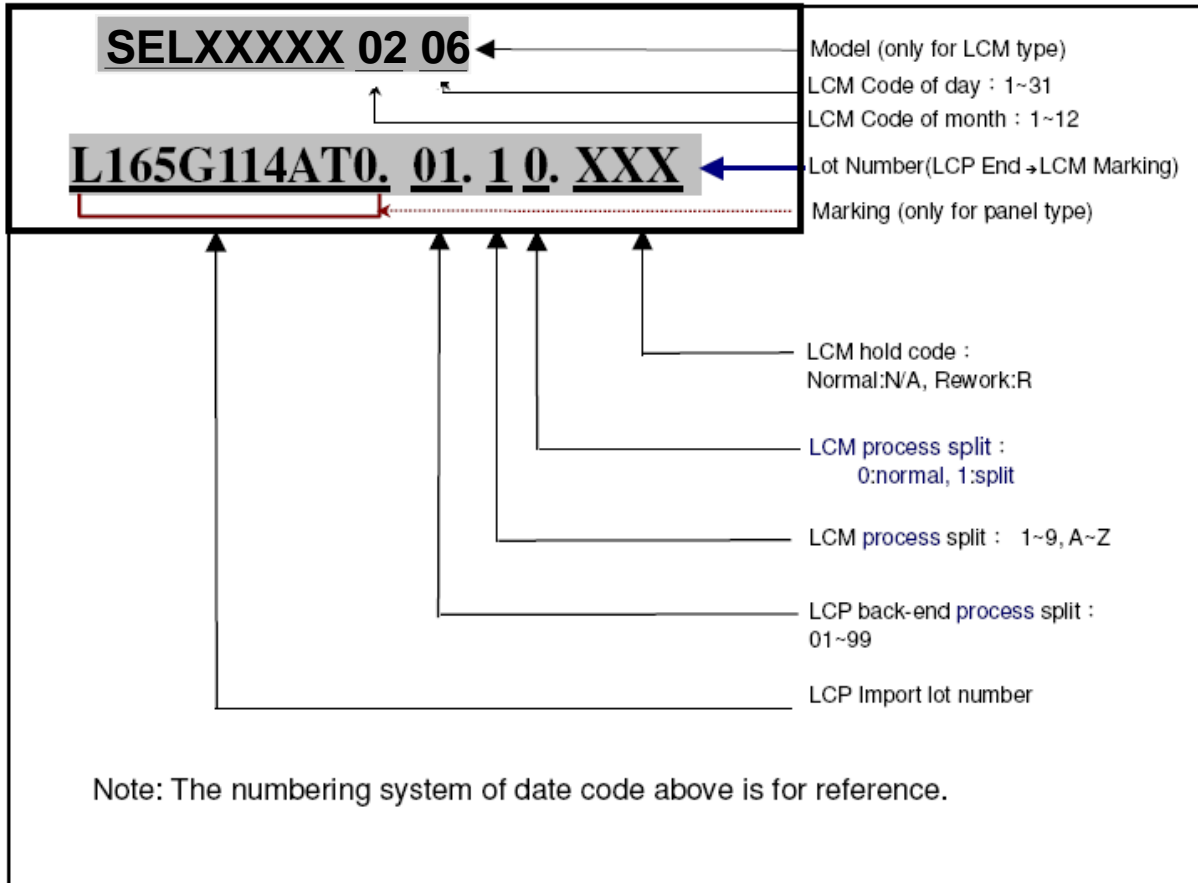 SELXXXXX 02 06
Model (only for LCM type)
LCM Code of day：1~31
LCM Code of month：1~12
L165G114AT0. 01. 1 0. XXX
Lot Number(LCP End→LCM Marking)
Marking (only for panel type)
LCM hold code：
Normal:N/A, Rework:R
LCM process split：
0:normal, 1:split
LCM process split： 1~9, A~Z
LCP back-end process split：
01~99
LCP Import lot number
Note: The numbering system of date code above is for reference.